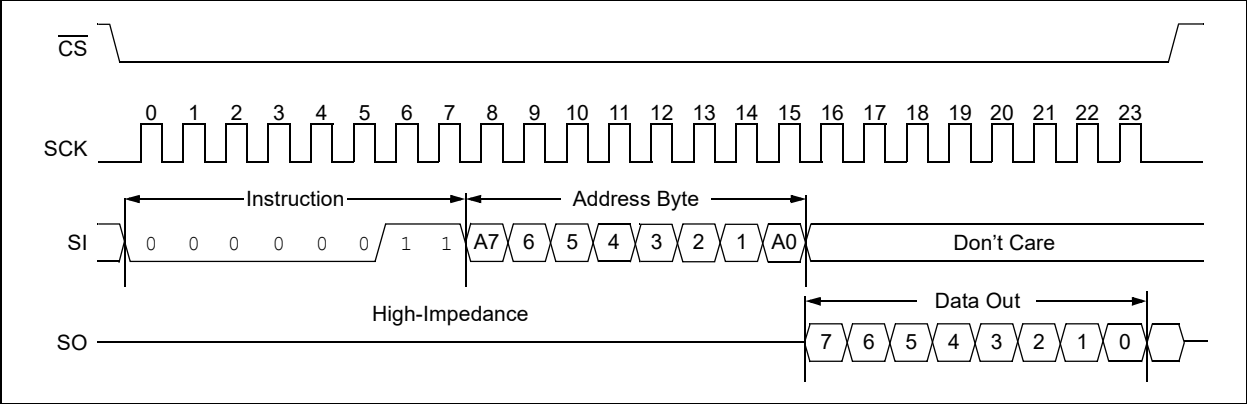 CS
0 1 2 3 4 5 6 7 8 9 10 11 12 13 14 15 16 17 18 19 20 21 22 23
SCK
Instruction Address Byte
SI 0 0 0 0 0 0 1 1 A7 6 5 4 3 2 1 A0 Don’t Care
High-Impedance Data Out
SO 7 6 5 4 3 2 1 0